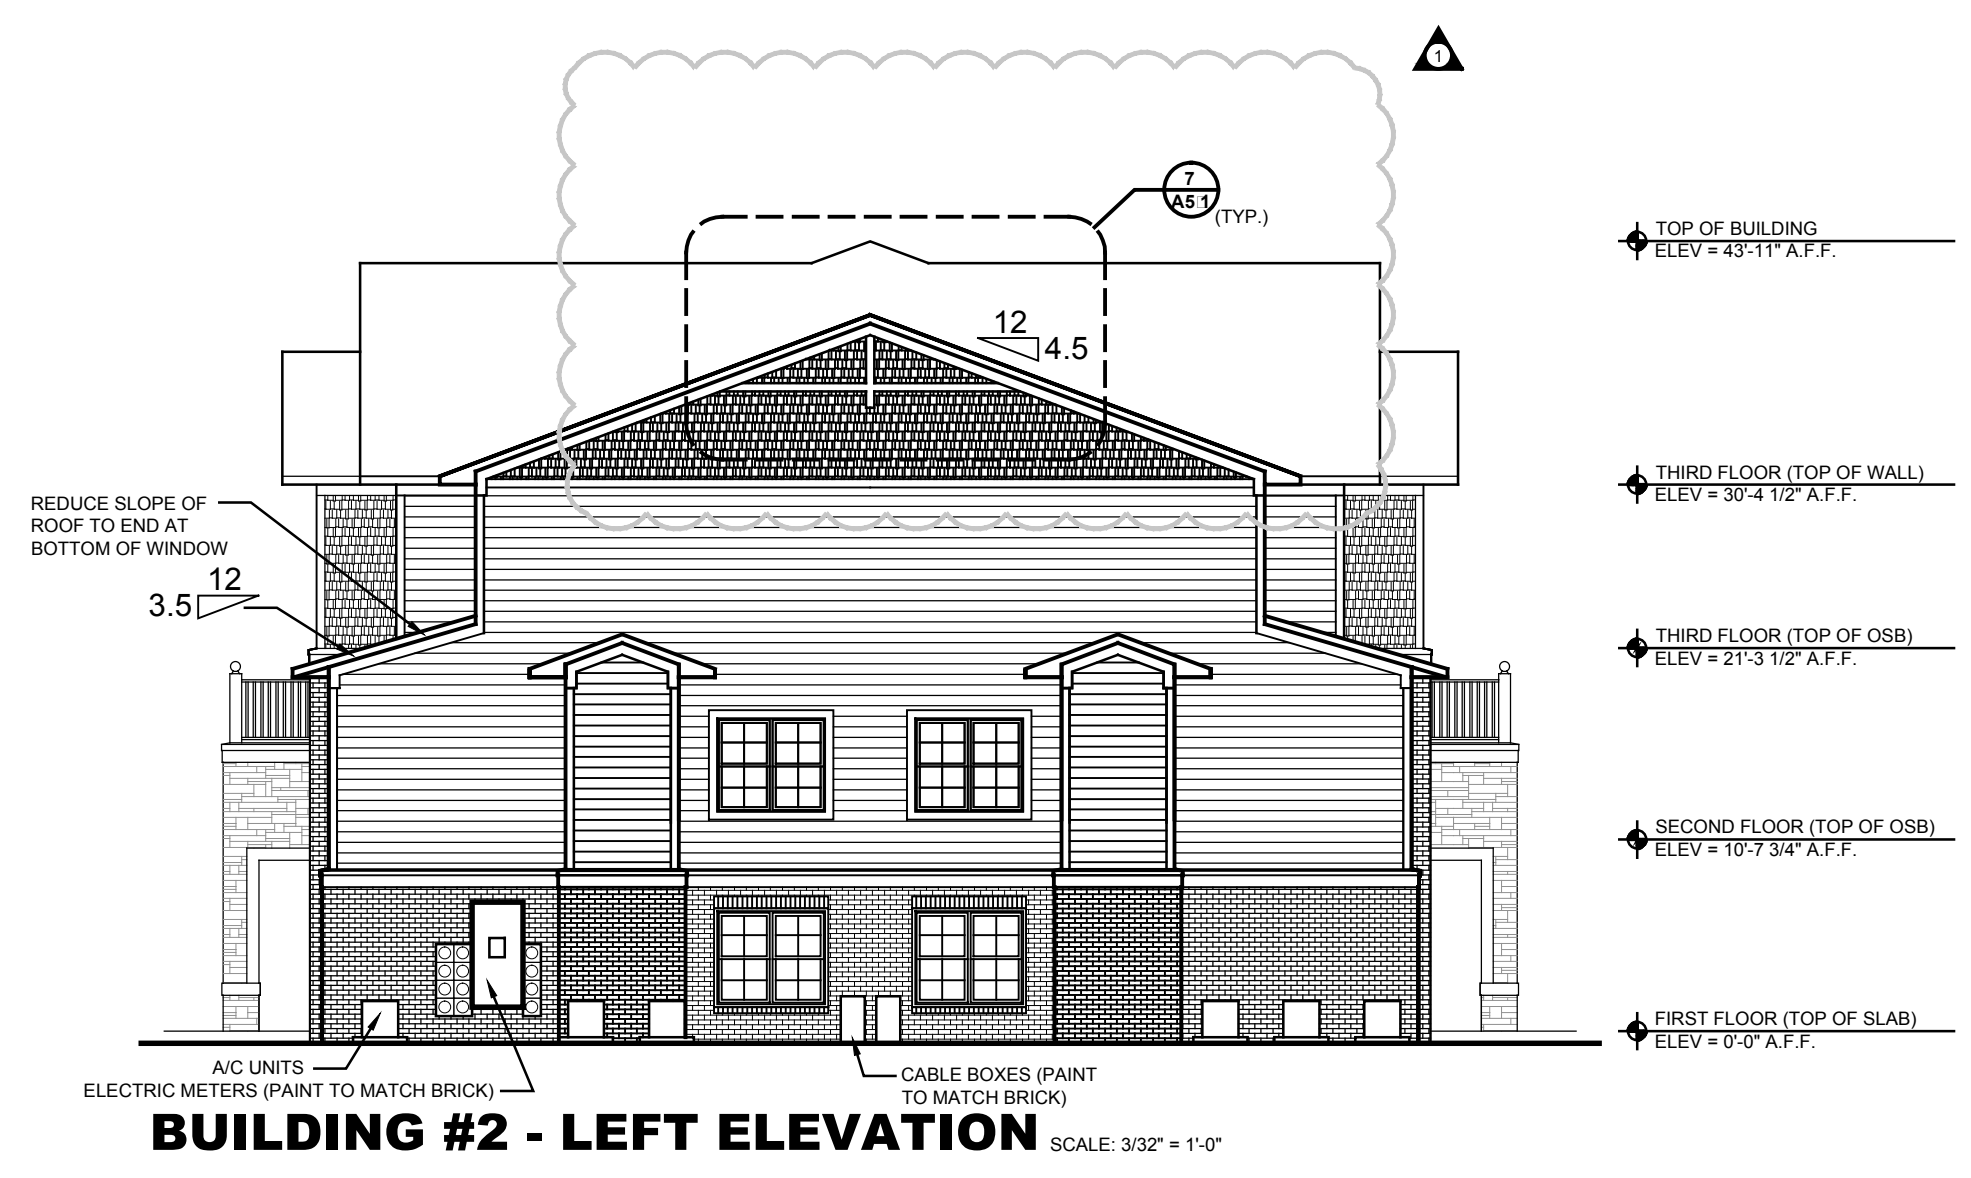 1
7
A5.1
(TYP.)
TOP OF BUILDING
ELEV = 43'-11" A.F.F.
12
4.5
THIRD FLOOR (TOP OF WALL)
ELEV = 30'-4 1/2" A.F.F.
REDUCE SLOPE OF
ROOF TO END AT
BOTTOM OF WINDOW
12
3.5
THIRD FLOOR (TOP OF OSB)
ELEV = 21'-3 1/2" A.F.F.
SECOND FLOOR (TOP OF OSB)
ELEV = 10'-7 3/4" A.F.F.
FIRST FLOOR (TOP OF SLAB)
ELEV = 0'-0" A.F.F.
A/C UNITS
ELECTRIC METERS (PAINT TO MATCH BRICK)
CABLE BOXES (PAINT
TO MATCH BRICK)
BUILDING #2 - LEFT ELEVATION SCALE: 3/32" = 1'-0"